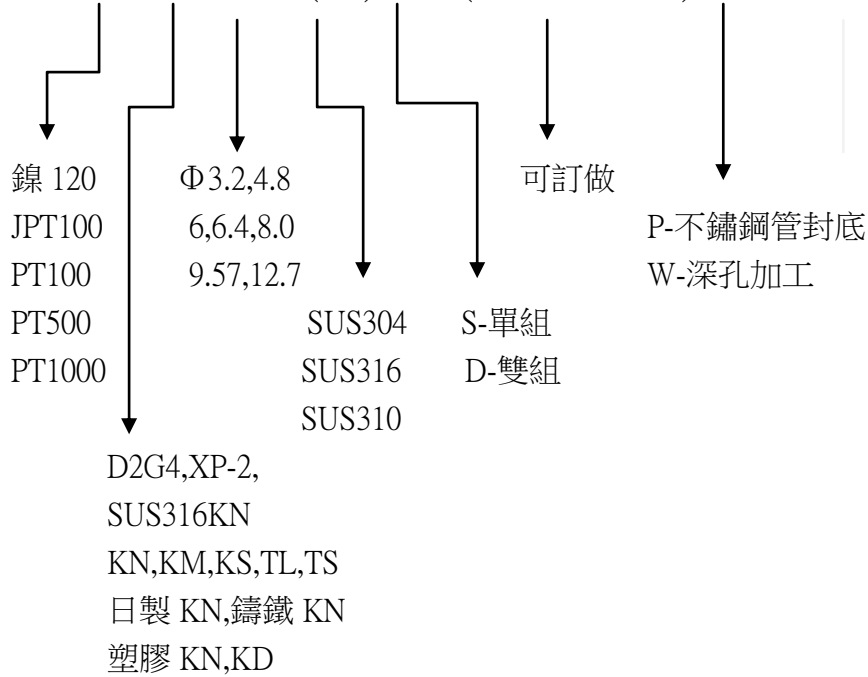 鎳 120
JPT100
PT100
PT500
PT1000
Φ3.2,4.8
6,6.4,8.0
9.57,12.7
可訂做
P-不鏽鋼管封底
W-深孔加工
SUS304
SUS316
SUS310
S-單組
D-雙組
D2G4,XP-2,
SUS316KN
KN,KM,KS,TL,TS
日製 KN,鑄鐵 KN
塑膠 KN,KD